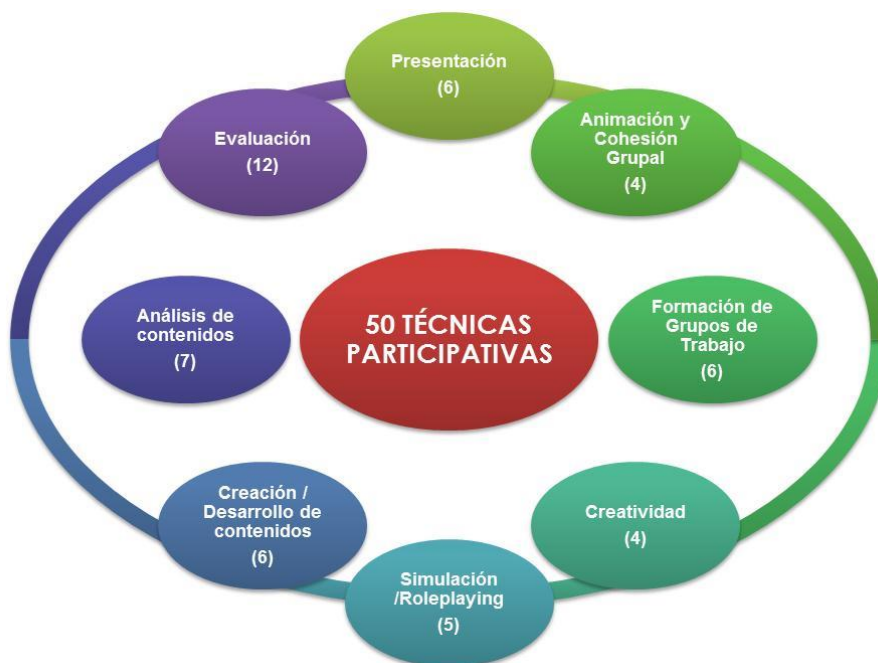 Presentación
(6)
Animación y
Cohesión
Grupal
(4)
Formación de
Grupos de
Trabajo
(6)
Creatividad
(4)
Simulación
/Roleplaying
(5)
Creación /
Desarrollo de
contenidos
(6)
Análisis de
contenidos
(7)
Evaluación
(12)
50 TÉCNICAS
PARTICIPATIVAS